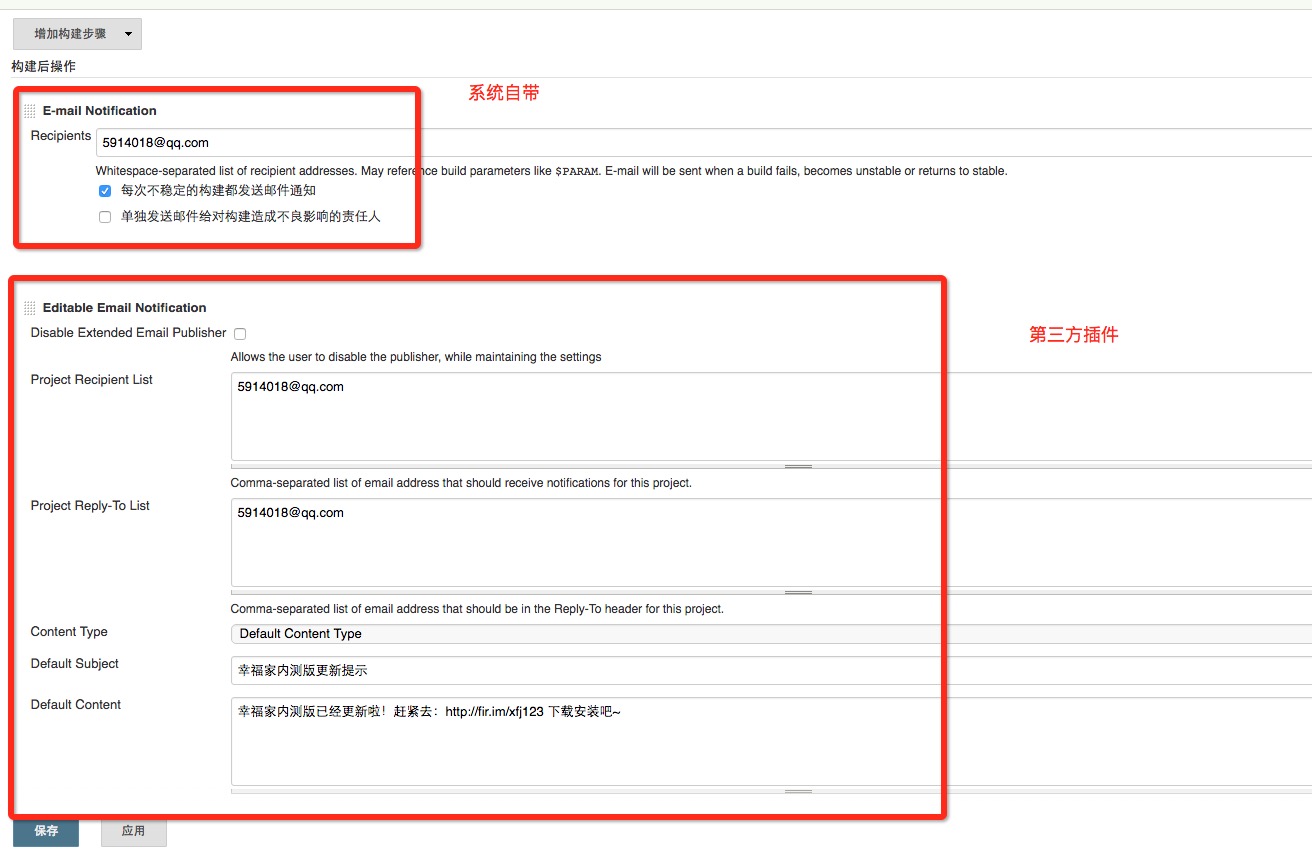 增加构建步骤
构建后操作
系统自带
E-mail Notification
Recipients
5914018@qq.com
Whitespace-separated list of recipient addresses. May reference build parameters like $PARAM. E-mail will be sent when a build fails, becomes unstable or returns to stable.
每次不稳定的构建都发送邮件通知
单独发送邮件给对构建造成不良影响的责任人
Editable Email Notification
Disable Extended Email Publisher
第三方插件
Allows the user to disable the publisher, while maintaining the settings
Project Recipient List
5914018@qq.com
Comma-separated list of email address that should receive notifications for this project.
Project Reply-To List
5914018@qq.com
Comma-separated list of email address that should be in the Reply-To header for this project.
Content Type
Default Content Type
Default Subject
幸福家内测版更新提示
Default Content
幸福家内测版已经更新啦！赶紧去：http://fir.im/xfj123 下载安装吧~
保存
应用